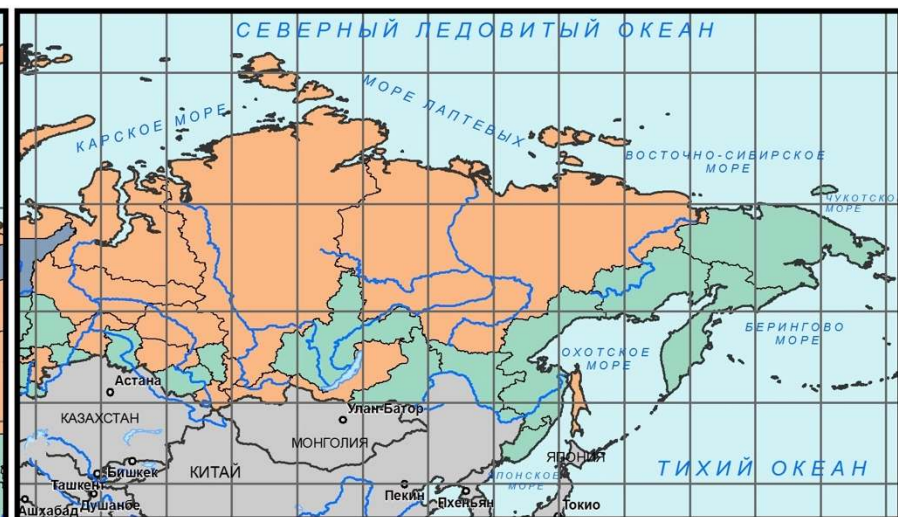 СЕВЕРНЫЙ ЛЕДОВИТЫЙ ОКЕАН
КАРСКОЕ МОРЕ
МОРЕ ЛАПТЕВЫХ
ВОСТОЧНО-СИБИРСКОЕ
МОРЕ
ЧУКОТСКО
МОРЕ
БЕРИНГОВО
МОРЕ
ОХОТСКОЕ
МОРЕ
Астана
КАЗАХСТАН
Улан-Батор
МОНГОЛИЯ
ЯПОНИЯ
ТИХИЙ ОКЕАН
КИТАЙ
Бишкек
Ташкент
Душанбе
Ашхабад
Пекин
Пхеньян
ЯПОНСКОЕ
МОРЕ
Токио